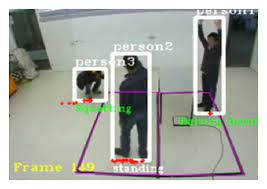 person1
person2
person3
Squatting
standing
Frame 149